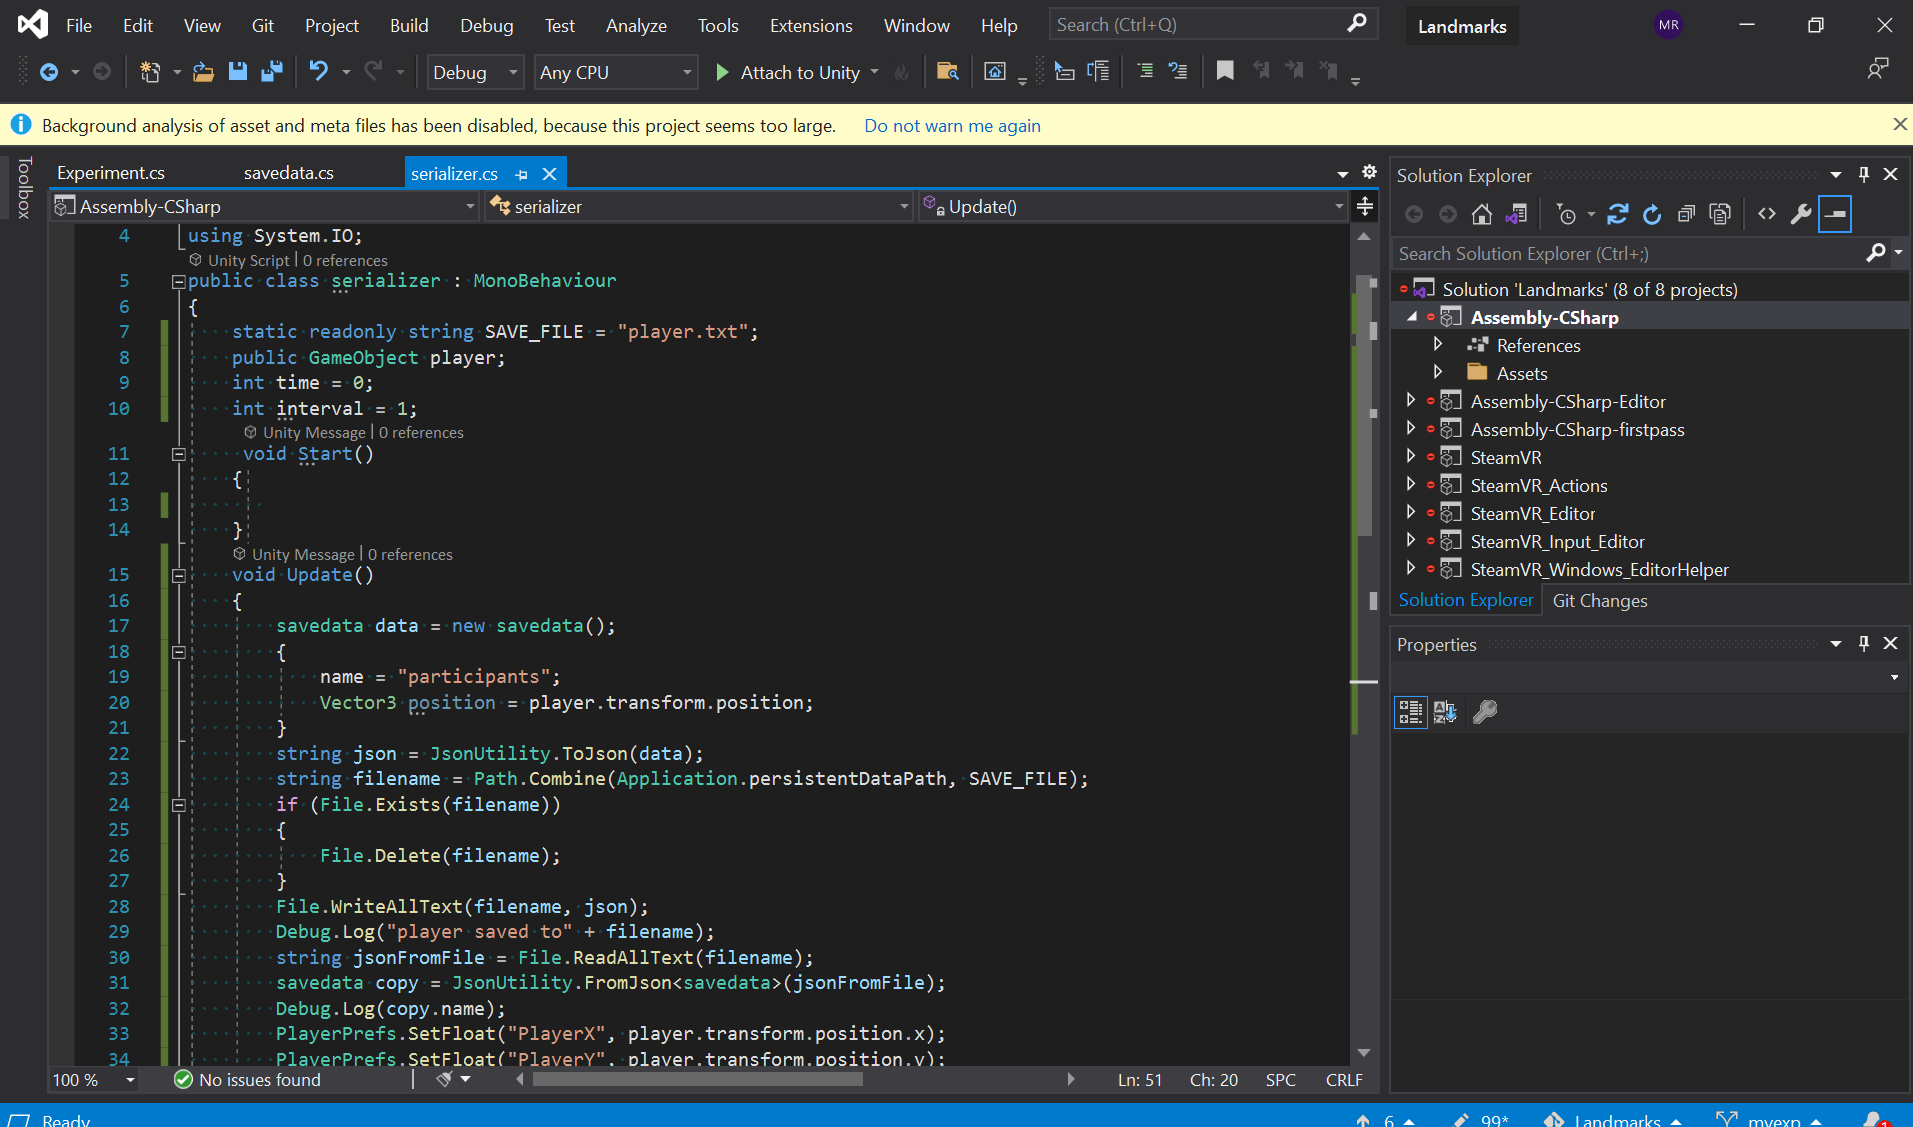 File Edit View Git Project Build Debug Test Analyze Tools Extensions Window Help Search (Ctrl+Q) Landmarks MR
Debug Any CPU Attach to Unity
Background analysis of asset and meta files has been disabled, because this project seems too large. Do not warn me again
Toolbox
Experiment.cs savedata.cs serializer.cs
Assembly-CSharp serializer Update()
4 using System.IO;
Unity Script | 0 references
5 public class serializer : MonoBehaviour
6 {
7 static readonly string SAVE_FILE = "player.txt";
8 public GameObject player;
9 int time = 0;
10 int interval = 1;
Unity Message | 0 references
11 void Start()
12 {
13
14 }
Unity Message | 0 references
15 void Update()
16 {
17 savedata data = new savedata();
18 {
19 name = "participants";
20 Vector3 position = player.transform.position;
21 }
22 string json = JsonUtility.ToJson(data);
23 string filename = Path.Combine(Application.persistentDataPath, SAVE_FILE);
24 if (File.Exists(filename))
25 {
26 File.Delete(filename);
27 }
28 File.WriteAllText(filename, json);
29 Debug.Log("player saved to" + filename);
30 string jsonFromFile = File.ReadAllText(filename);
31 savedata copy = JsonUtility.FromJson<savedata>(jsonFromFile);
32 Debug.Log(copy.name);
33 PlayerPrefs.SetFloat("PlayerX", player.transform.position.x);
34 PlayerPrefs.SetFloat("PlayerY", player.transform.position.y);
100 % No issues found Ln: 51 Ch: 20 SPC CRLF
Solution Explorer
Search Solution Explorer (Ctrl+;)
Solution 'Landmarks' (8 of 8 projects)
Assembly-CSharp
References
Assets
Assembly-CSharp-Editor
Assembly-CSharp-firstpass
SteamVR
SteamVR_Actions
SteamVR_Editor
SteamVR_Input_Editor
SteamVR_Windows_EditorHelper
Solution Explorer Git Changes
Properties
Ready 6 99* Landmarks myexp 1